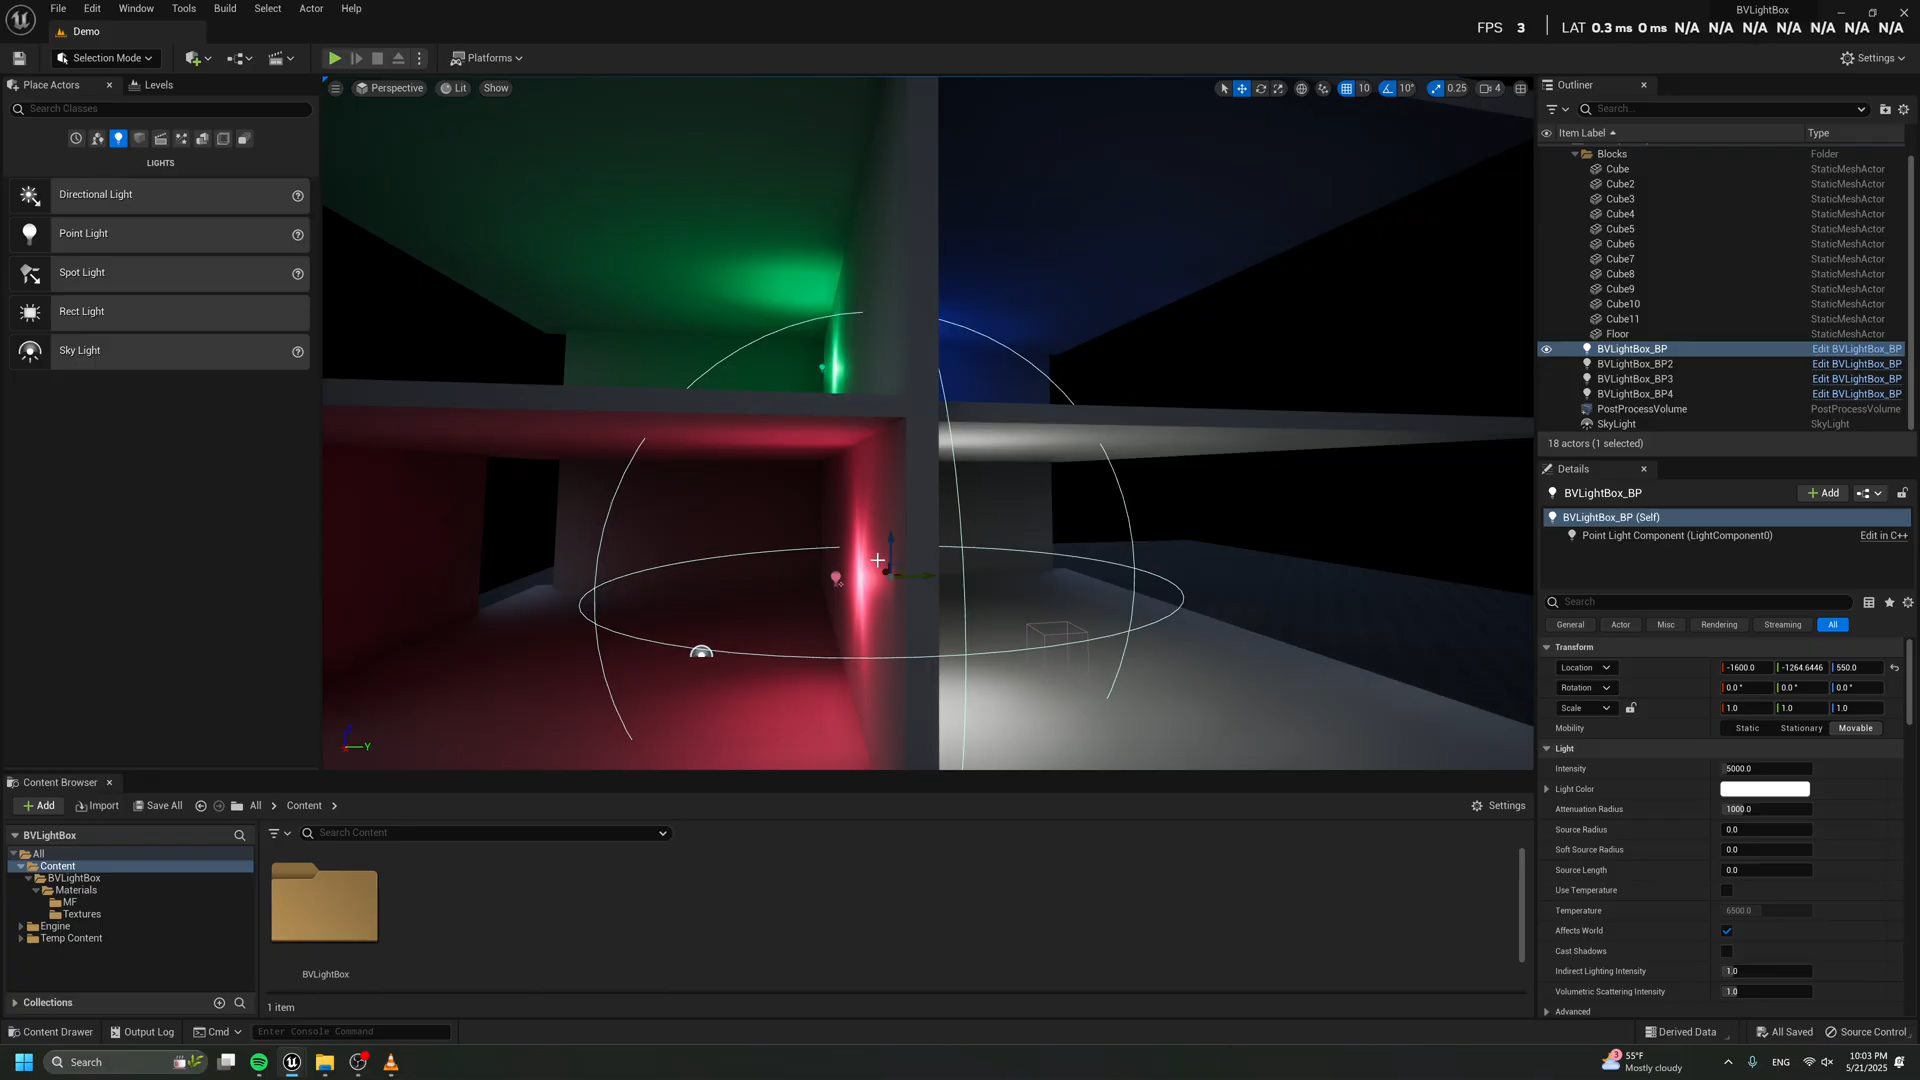 File Edit Window Tools Build Select Actor Help
BVLightBox
Demo
FPS 3 LAT 0.3 ms 0 ms N/A N/A N/A N/A N/A N/A N/A
Selection Mode
Platforms
Settings
Place Actors
Levels
Search Classes
LIGHTS
Directional Light
Point Light
Spot Light
Rect Light
Sky Light
Perspective Lit Show
10 10° 0.25 4
Y
Outliner
Search...
Item Label Type
Blocks Folder
Cube StaticMeshActor
Cube2 StaticMeshActor
Cube3 StaticMeshActor
Cube4 StaticMeshActor
Cube5 StaticMeshActor
Cube6 StaticMeshActor
Cube7 StaticMeshActor
Cube8 StaticMeshActor
Cube9 StaticMeshActor
Cube10 StaticMeshActor
Cube11 StaticMeshActor
Floor StaticMeshActor
BVLightBox_BP Edit BVLightBox_BP
BVLightBox_BP2 Edit BVLightBox_BP
BVLightBox_BP3 Edit BVLightBox_BP
BVLightBox_BP4 Edit BVLightBox_BP
PostProcessVolume PostProcessVolume
SkyLight SkyLight
18 actors (1 selected)
Details
BVLightBox_BP Add
BVLightBox_BP (Self)
Point Light Component (LightComponent0) Edit in C++
Search
General Actor Misc Rendering Streaming All
Transform
Location -1600.0 -1264.6446 550.0
Rotation 0.0° 0.0° 0.0°
Scale 1.0 1.0 1.0
Mobility Static Stationary Movable
Light
Intensity 5000.0
Light Color
Attenuation Radius 1000.0
Source Radius 0.0
Soft Source Radius 0.0
Source Length 0.0
Use Temperature
Temperature 6500.0
Affects World
Cast Shadows
Indirect Lighting Intensity 1.0
Volumetric Scattering Intensity 1.0
Advanced
Content Browser
Add Import Save All All Content Settings
BVLightBox
All
Content
BVLightBox
Materials
MF
Textures
Engine
Temp Content
Collections
Search Content
BVLightBox
1 item
Content Drawer Output Log Cmd Enter Console Command
Derived Data All Saved Source Control
Search
3
55°F
Mostly cloudy
ENG
10:03 PM
5/21/2025